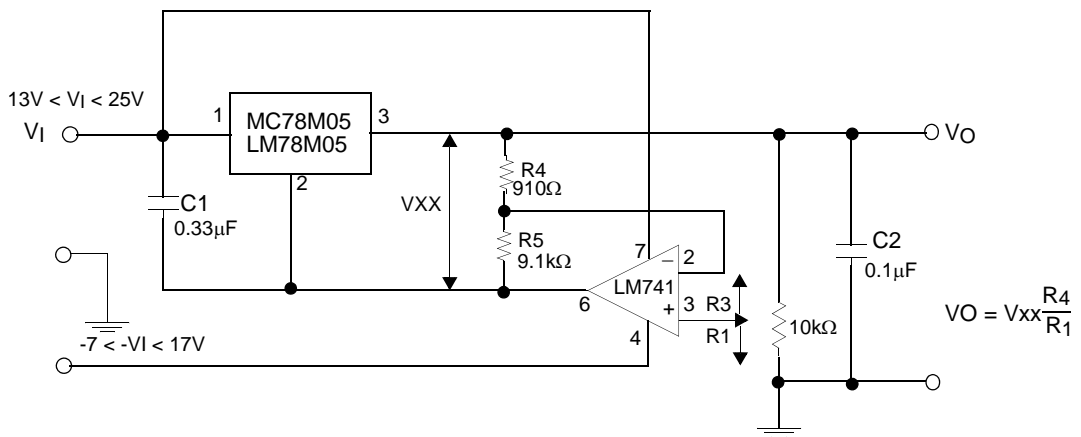 13V < VI < 25V
VI
1
MC78M05
LM78M05
3
2
C1
0.33μF
VXX
R4
910Ω
R5
9.1kΩ
7
2
LM741
6
3
4
R3
R1
10kΩ
C2
0.1μF
VO
VO = Vxx R4/R1
-7 < -VI < 17V
−
+